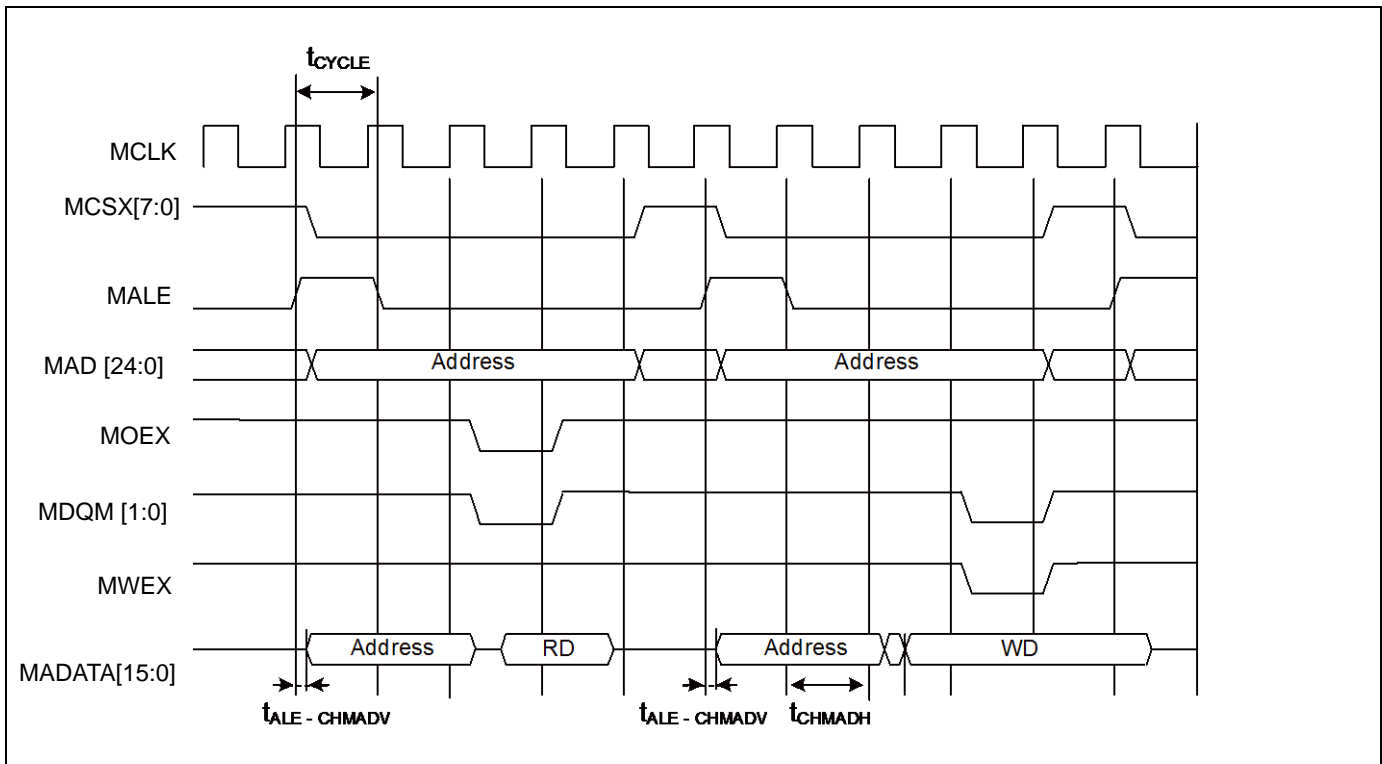 tCYCLE
MCLK
MCSX[7:0]
MALE
MAD [24:0] Address Address
MOEX
MDQM [1:0]
MWEX
MADATA[15:0] Address RD Address WD
tALE - CHMADV tALE - CHMADV tCHMADH